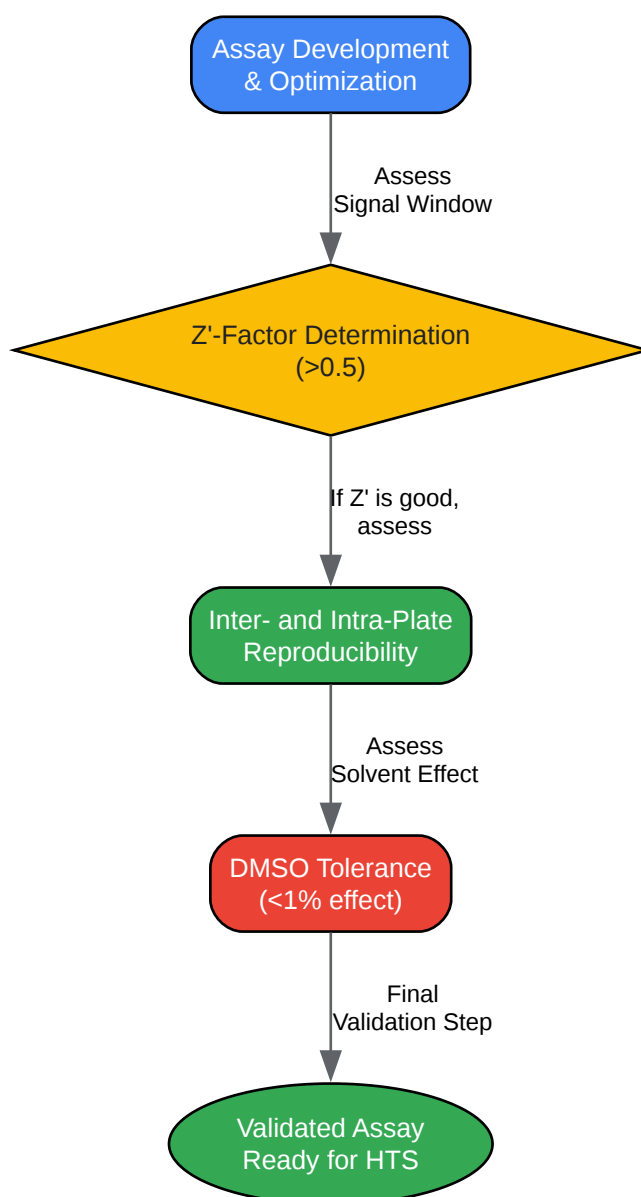 Assay Development
& Optimization
Assess
Signal Window
Z'-Factor Determination
(>0.5)
If Z' is good,
assess
Inter- and Intra-Plate
Reproducibility
Assess
Solvent Effect
DMSO Tolerance
(<1% effect)
Final
Validation Step
Validated Assay
Ready for HTS